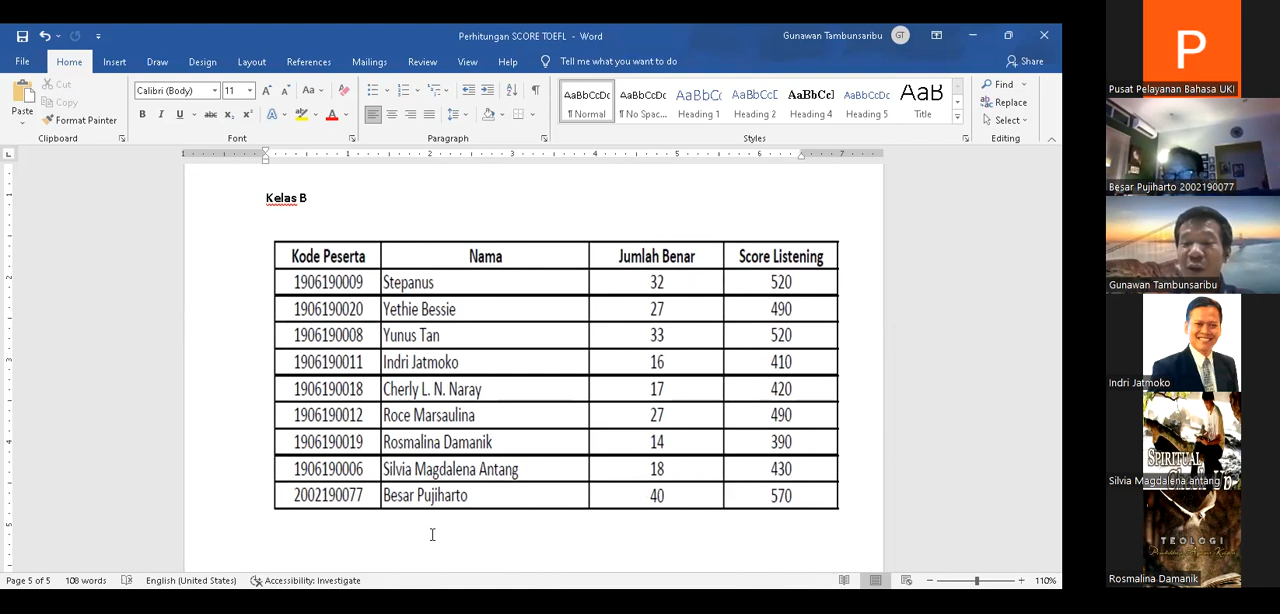 Perhitungan SCORE TOEFL - Word
Gunawan Tambunsaribu GT
File Home Insert Draw Design Layout References Mailings Review View Help Tell me what you want to do Share
Paste
Cut
Copy
Format Painter
Calibri (Body) 11
AaBbCcDc AaBbCcDc AaBbCc AaBbCcC AaBbCcI AaBbCcDc AaB
¶ Normal ¶ No Spac... Heading 1 Heading 2 Heading 4 Heading 5 Title
Find
Replace
Select
Clipboard Font Paragraph Styles Editing
Kelas B
Kode Peserta Nama Jumlah Benar Score Listening
1906190009 Stepanus 32 520
1906190020 Yethie Bessie 27 490
1906190008 Yunus Tan 33 520
1906190011 Indri Jatmoko 16 410
1906190018 Cherly L. N. Naray 17 420
1906190012 Roce Marsaulina 27 490
1906190019 Rosmalina Damanik 14 390
1906190006 Silvia Magdalena Antang 18 430
2002190077 Besar Pujiharto 40 570
Page 5 of 5 108 words English (United States) Accessibility: Investigate 110%
P
Pusat Pelayanan Bahasa UKI
Besar Pujiharto 2002190077
Gunawan Tambunsaribu
Indri Jatmoko
SPIRITUAL
Silvia Magdalena antang
TEOLOGI
Rosmalina Damanik